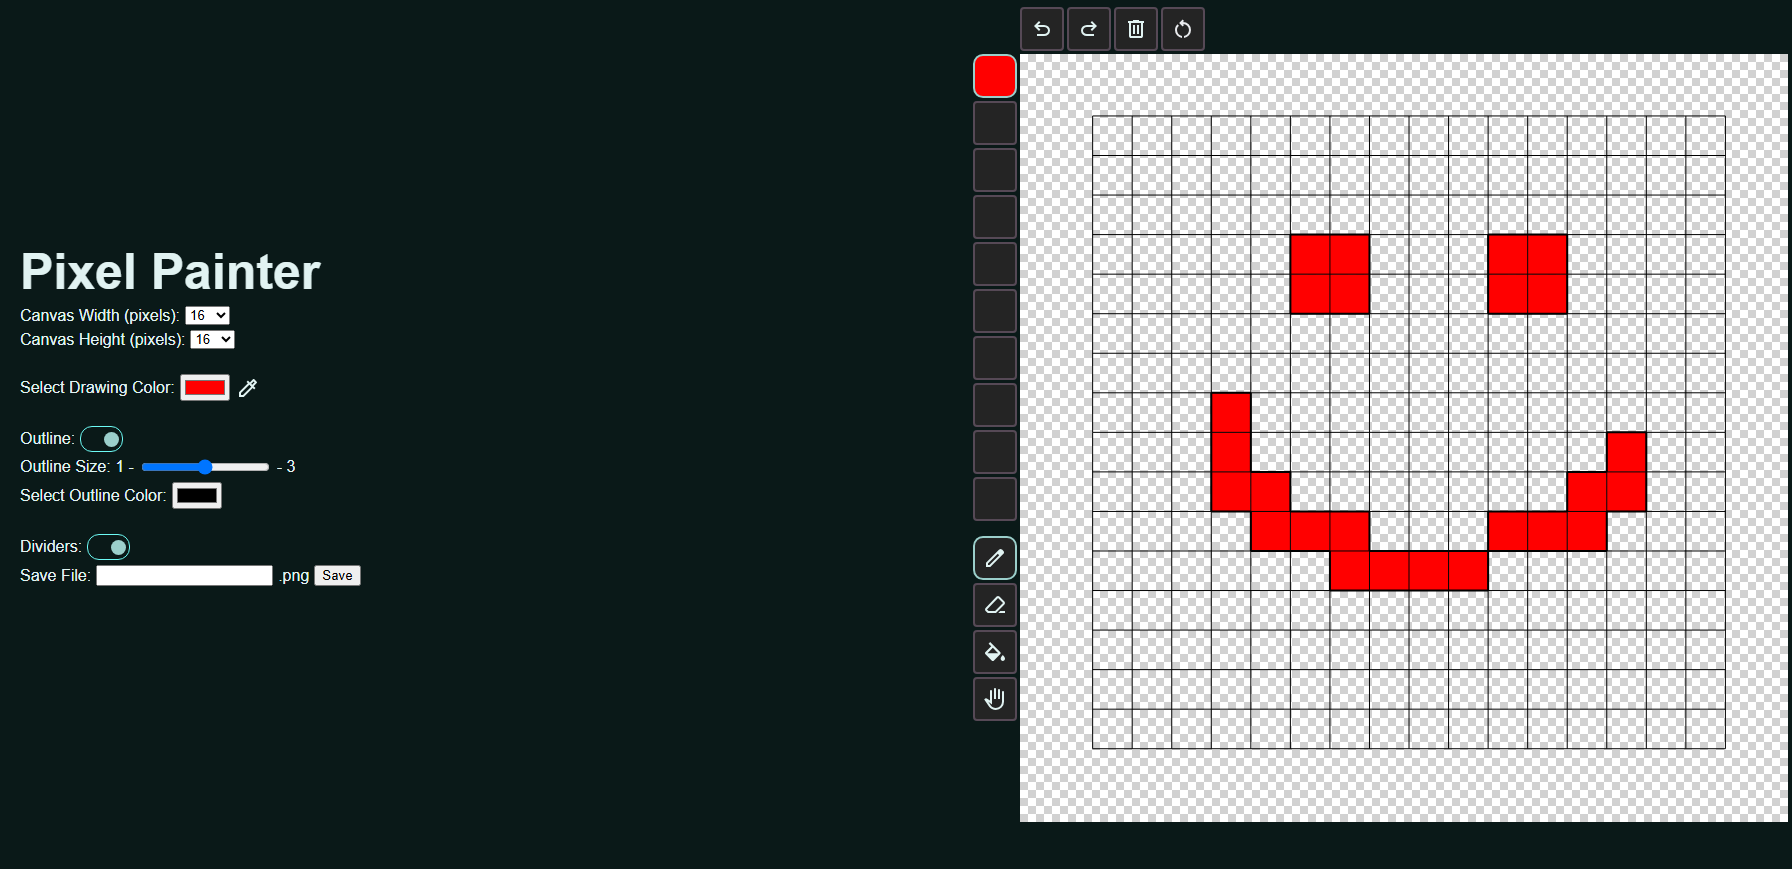 Pixel Painter
Canvas Width (pixels): 16
Canvas Height (pixels): 16
Select Drawing Color:
Outline:
Outline Size: 1 - - 3
Select Outline Color:
Dividers:
Save File: .png Save